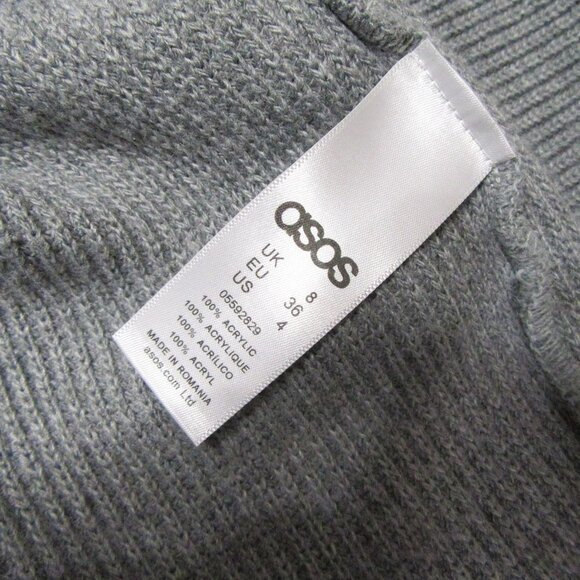 asos
UK 8
EU 36
US 4
05592829
100% ACRYLIC
100% ACRYLIQUE
100% ACRÍLICO
100% ACRYL
MADE IN ROMANIA
asos.com Ltd